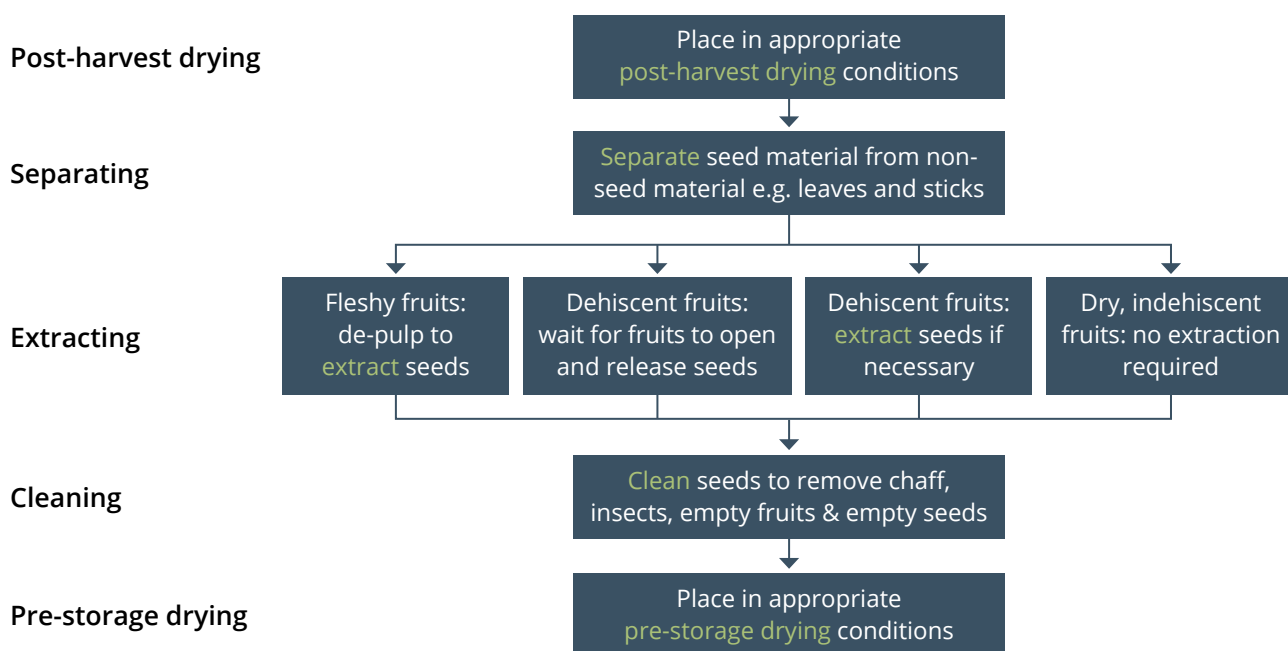 Post-harvest drying
Place in appropriate
post-harvest drying conditions
Separating
Separate seed material from non-
seed material e.g. leaves and sticks
Extracting
Fleshy fruits:
de-pulp to
extract seeds
Dehiscent fruits:
wait for fruits to open
and release seeds
Dehiscent fruits:
extract seeds if
necessary
Dry, indehiscent
fruits: no extraction
required
Cleaning
Clean seeds to remove chaff,
insects, empty fruits & empty seeds
Pre-storage drying
Place in appropriate
pre-storage drying conditions